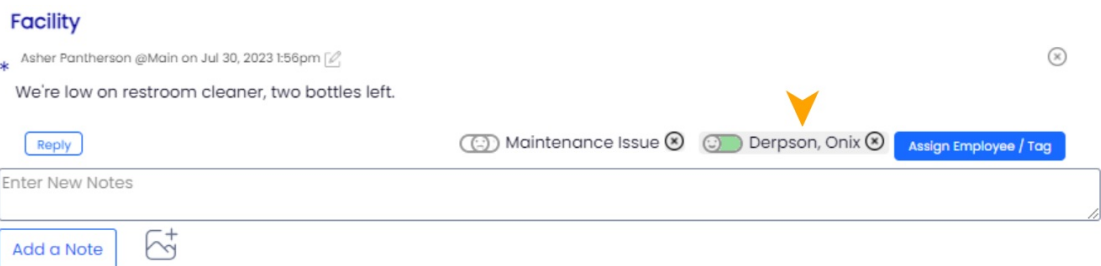 Facility
Asher Pantherson @Main on Jul 30, 2023 1:56pm
*
We're low on restroom cleaner, two bottles left.
Reply Maintenance Issue Derpson, Onix Assign Employee / Tag
Enter New Notes
Add a Note